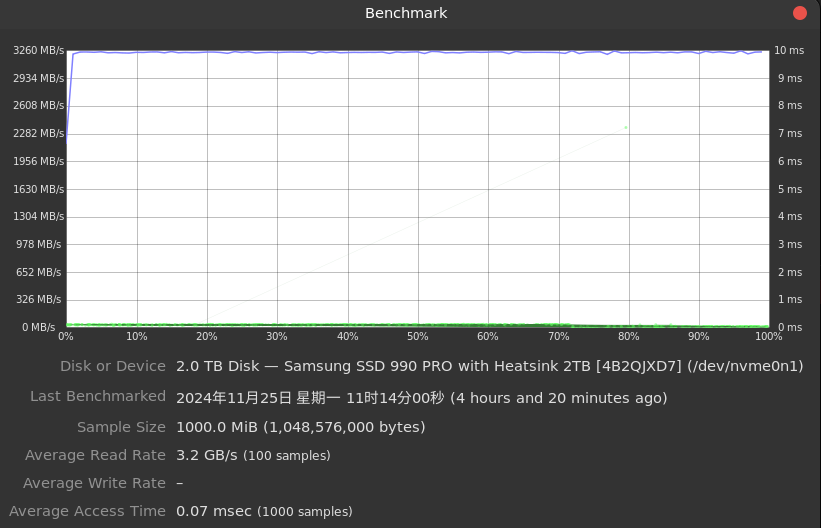 Benchmark
3260 MB/s 10 ms
2934 MB/s 9 ms
2608 MB/s 8 ms
2282 MB/s 7 ms
1956 MB/s 6 ms
1630 MB/s 5 ms
1304 MB/s 4 ms
978 MB/s 3 ms
652 MB/s 2 ms
326 MB/s 1 ms
0 MB/s 0 ms
0% 10% 20% 30% 40% 50% 60% 70% 80% 90% 100%
Disk or Device 2.0 TB Disk — Samsung SSD 990 PRO with Heatsink 2TB [4B2QJXD7] (/dev/nvme0n1)
Last Benchmarked 2024年11月25日 星期一 11时14分00秒 (4 hours and 20 minutes ago)
Sample Size 1000.0 MiB (1,048,576,000 bytes)
Average Read Rate 3.2 GB/s (100 samples)
Average Write Rate –
Average Access Time 0.07 msec (1000 samples)